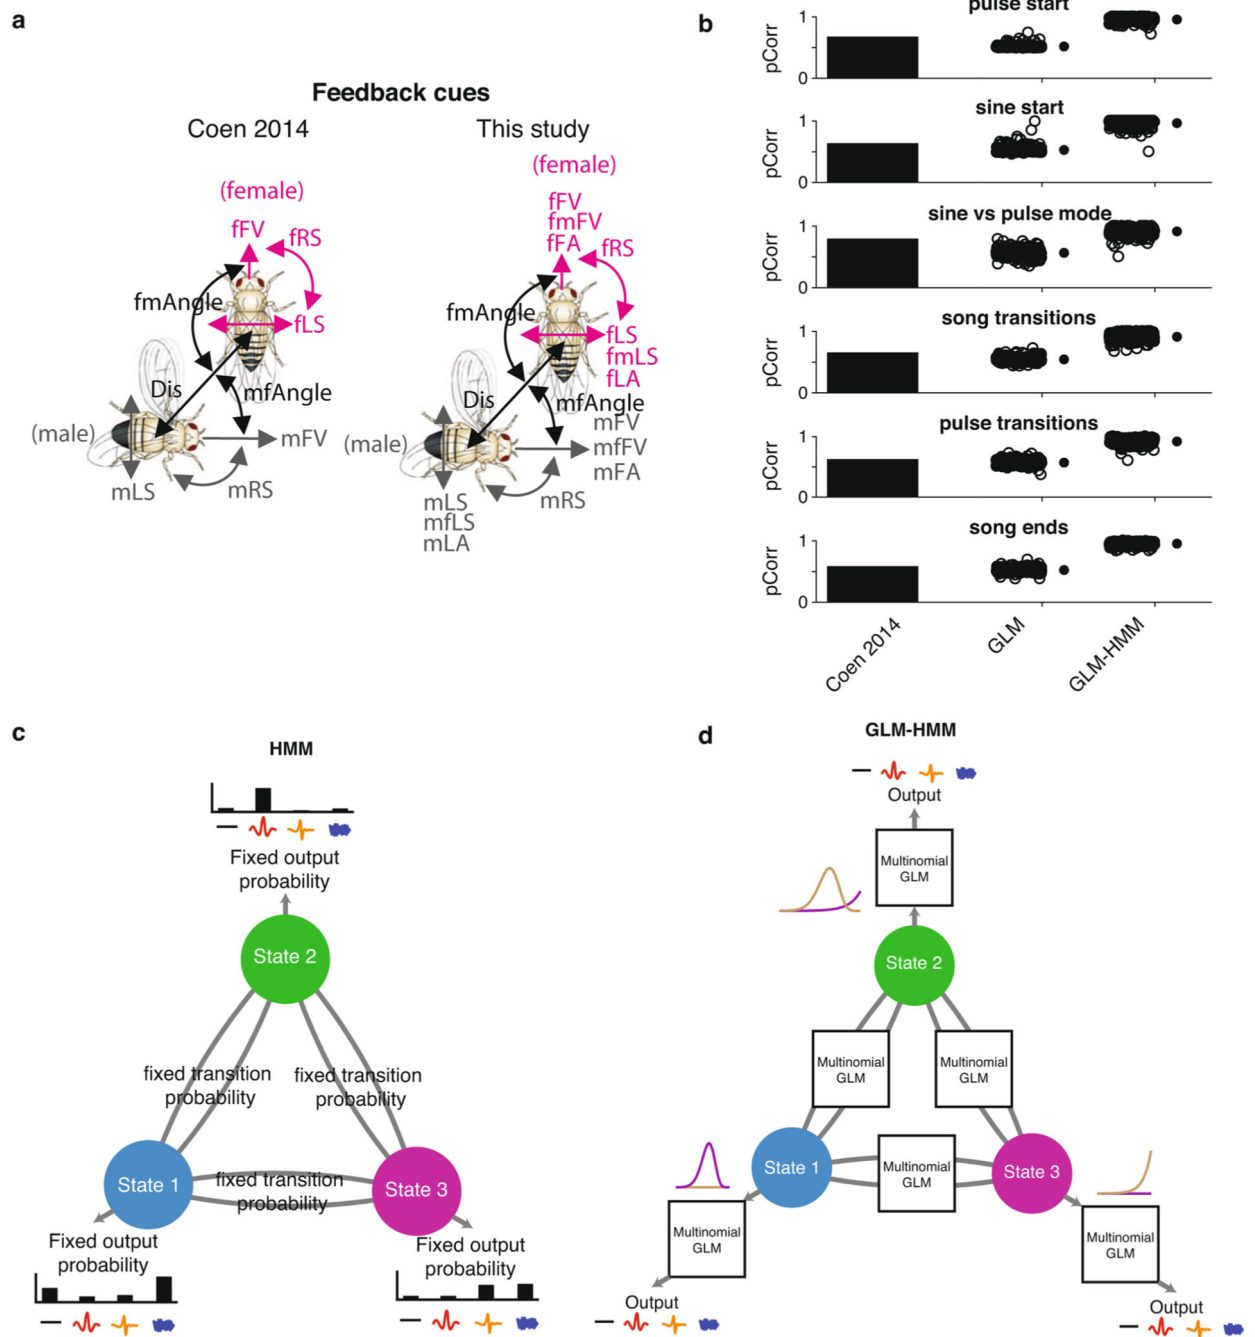 a
Feedback cues
Coen 2014
This study
(female)
fFV
fRS
fmAngle
fLS
Dis
mfAngle
(male)
mFV
mLS
mRS
(female)
fFV
fmFV
fFA
fRS
fmAngle
fLS
fmLS
fLA
Dis
mfAngle
(male)
mFV
mfFV
mFA
mRS
mLS
mfLS
mLA
b
pulse start
pCorr
1
0
sine start
pCorr
1
0
sine vs pulse mode
pCorr
1
0
song transitions
pCorr
1
0
pulse transitions
pCorr
1
0
song ends
pCorr
1
0
Coen 2014
GLM
GLM-HMM
c
HMM
Fixed output
probability
State 2
fixed transition
probability
fixed transition
probability
State 1
fixed transition
probability
State 3
Fixed output
probability
Fixed output
probability
d
GLM-HMM
Output
Multinomial
GLM
State 2
Multinomial
GLM
Multinomial
GLM
State 1
Multinomial
GLM
State 3
Multinomial
GLM
Multinomial
GLM
Output
Output